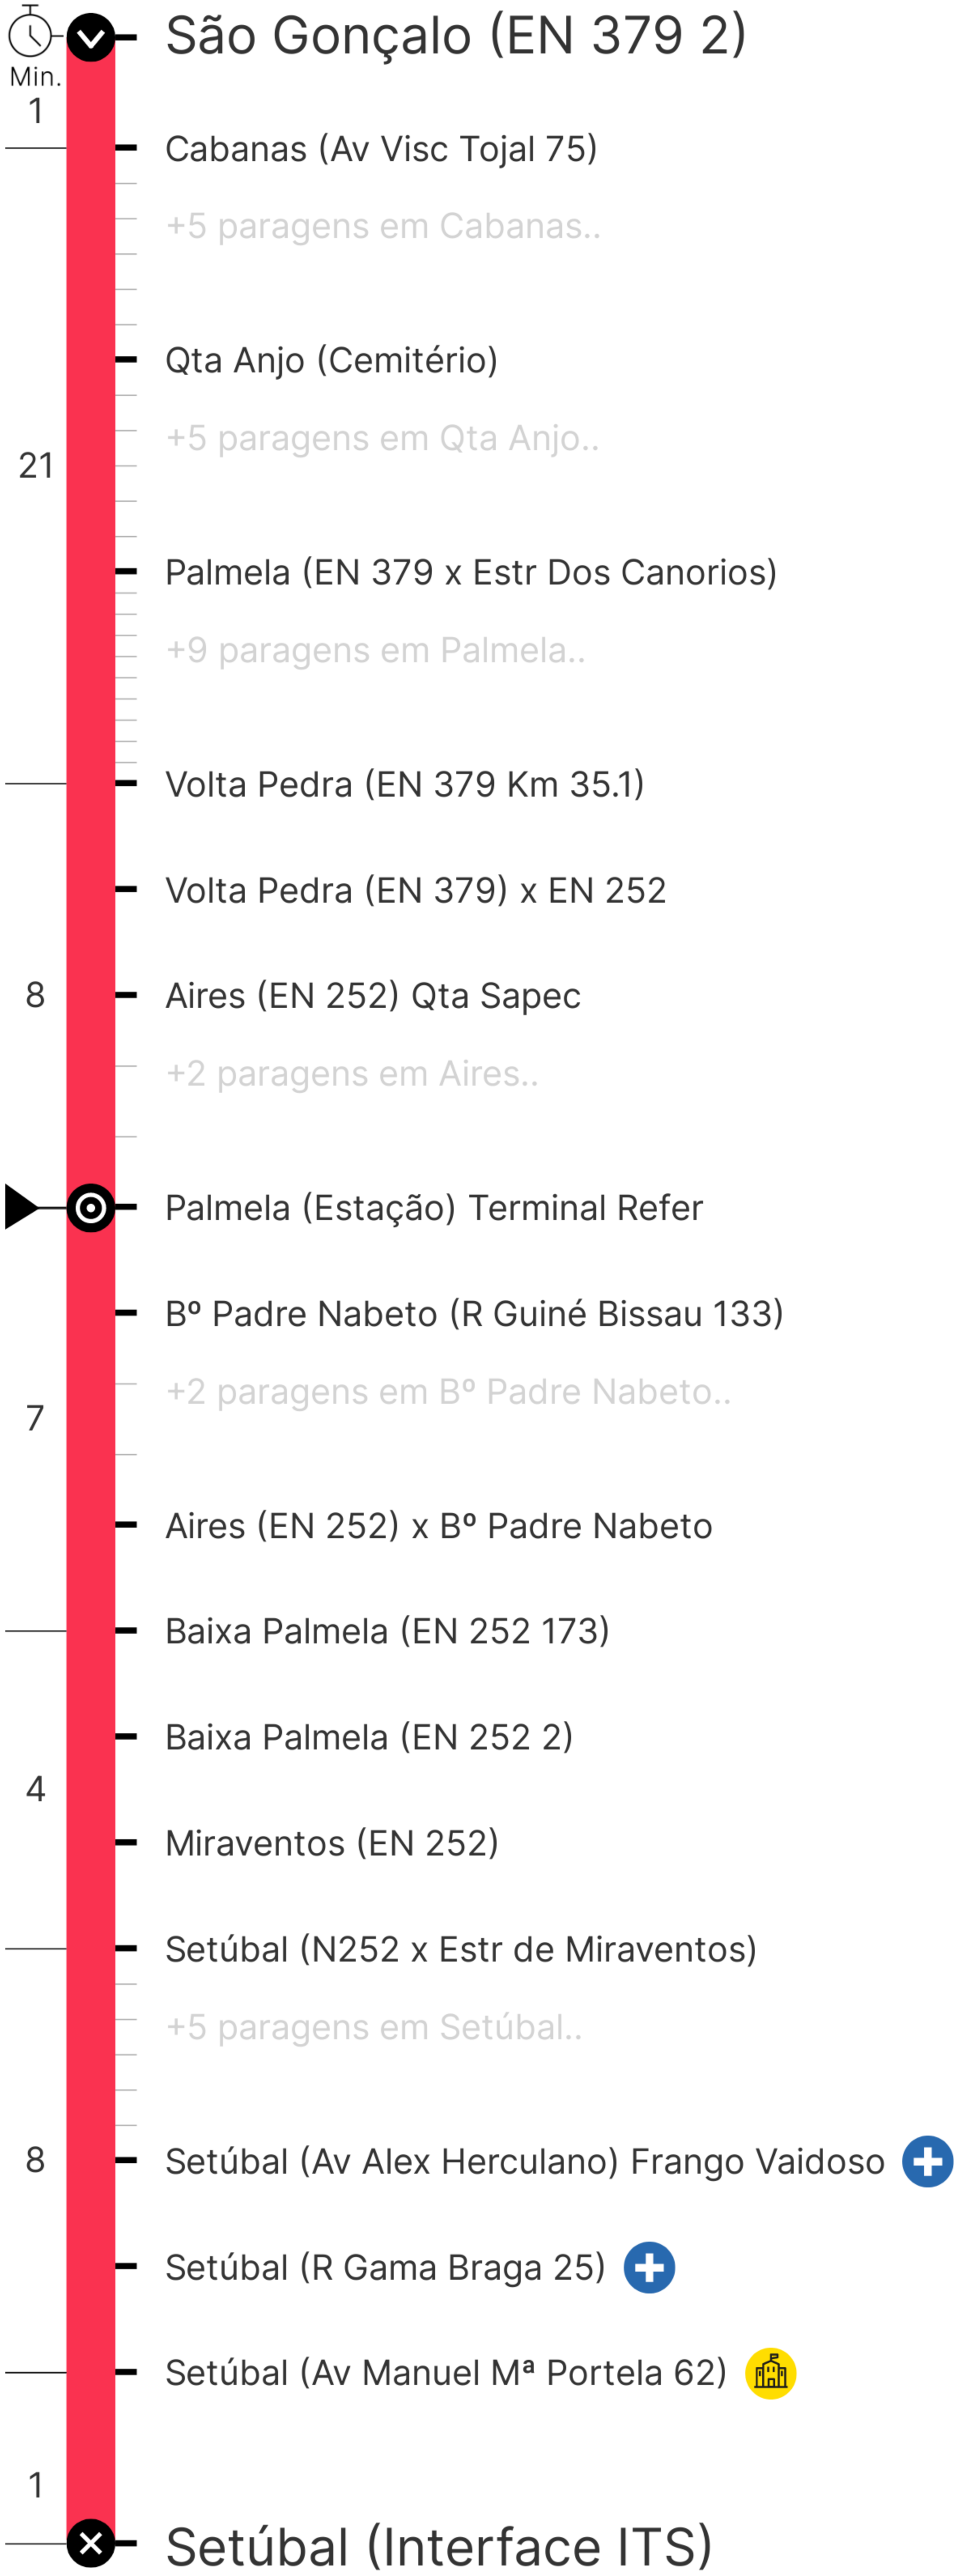 São Gonçalo (EN 379 2)
Min.
1
Cabanas (Av Visc Tojal 75)
+5 paragens em Cabanas..
Qta Anjo (Cemitério)
+5 paragens em Qta Anjo..
21
Palmela (EN 379 x Estr Dos Canorios)
+9 paragens em Palmela..
Volta Pedra (EN 379 Km 35.1)
Volta Pedra (EN 379) x EN 252
8
Aires (EN 252) Qta Sapec
+2 paragens em Aires..
Palmela (Estação) Terminal Refer
Bº Padre Nabeto (R Guiné Bissau 133)
+2 paragens em Bº Padre Nabeto..
7
Aires (EN 252) x Bº Padre Nabeto
Baixa Palmela (EN 252 173)
Baixa Palmela (EN 252 2)
4
Miraventos (EN 252)
Setúbal (N252 x Estr de Miraventos)
+5 paragens em Setúbal..
8
Setúbal (Av Alex Herculano) Frango Vaidoso
Setúbal (R Gama Braga 25)
Setúbal (Av Manuel Mª Portela 62)
1
Setúbal (Interface ITS)